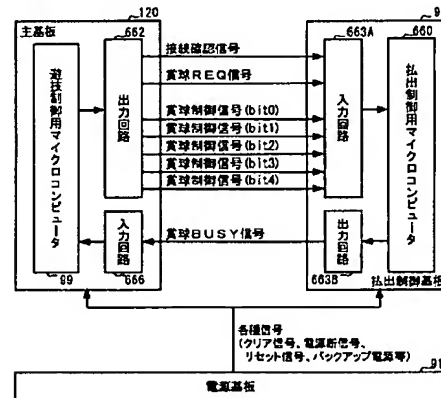 120
主基板
662
遊技制御用マイクロコンピュータ
99
出力回路
入力回路
666
接続確認信号
賞球REQ信号
賞球制御信号(bit0)
賞球制御信号(bit1)
賞球制御信号(bit2)
賞球制御信号(bit3)
賞球制御信号(bit4)
賞球BUSY信号
663A
660
入力回路
払出制御用マイクロコンピュータ
出力回路
663B
払出制御基板
各種信号
(クリア信号、電源断信号、
リセット信号、バックアップ電源等)
電源基板